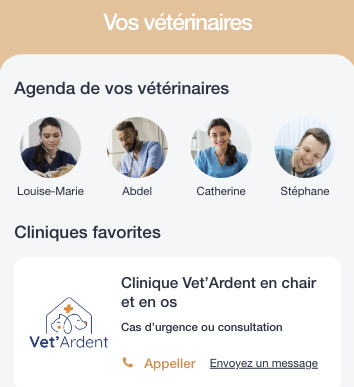 Vos vétérinaires
Agenda de vos vétérinaires
Louise-Marie
Abdel
Catherine
Stéphane
Cliniques favorites
Clinique Vet’Ardent en chair
et en os
Cas d’urgence ou consultation
Vet’Ardent
Appeller
Envoyez un message